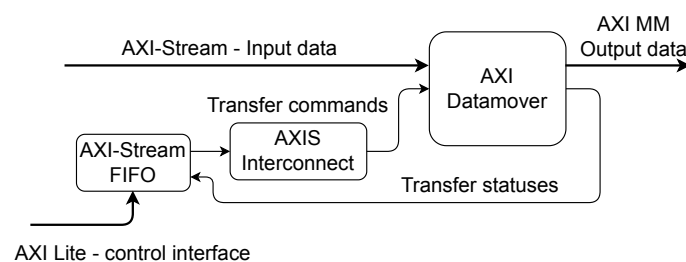 AXI-Stream - Input data
AXI MM
Output data
AXI
Datamover
Transfer commands
AXIS
Interconnect
AXI-Stream
FIFO
Transfer statuses
AXI Lite - control interface